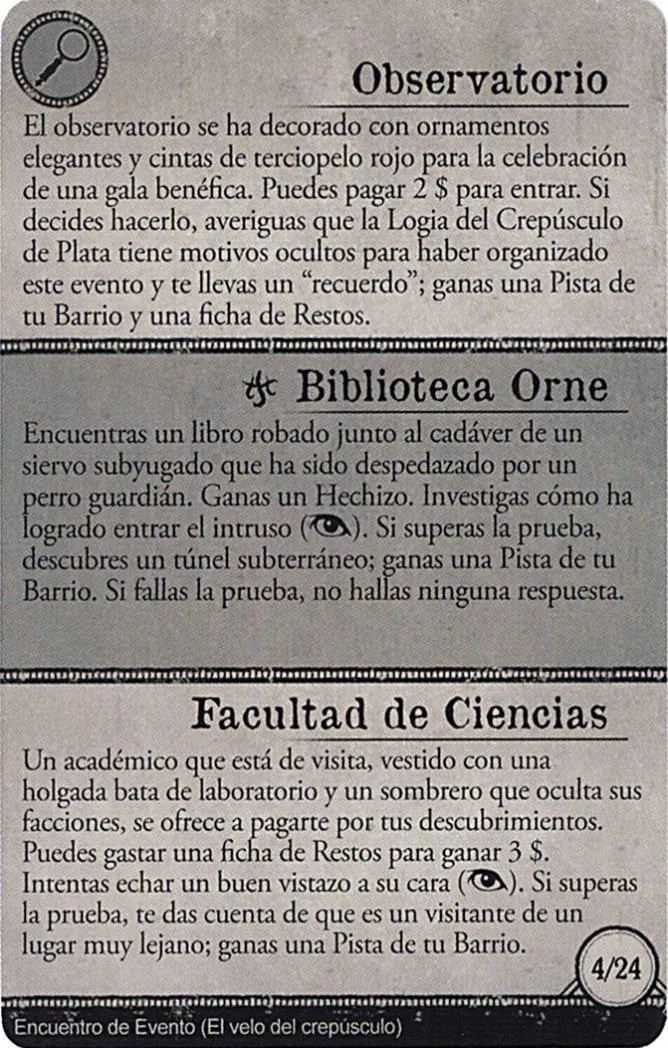 Observatorio
El observatorio se ha decorado con ornamentos
elegantes y cintas de terciopelo rojo para la celebración
de una gala benéfica. Puedes pagar 2 $ para entrar. Si
decides hacerlo, averiguas que la Logia del Crepúsculo
de Plata tiene motivos ocultos para haber organizado
este evento y te llevas un “recuerdo”; ganas una Pista de
tu Barrio y una ficha de Restos.
Biblioteca Orne
Encuentras un libro robado junto al cadáver de un
siervo subyugado que ha sido despedazado por un
perro guardián. Ganas un Hechizo. Investigas cómo ha
logrado entrar el intruso (). Si superas la prueba,
descubres un túnel subterráneo; ganas una Pista de tu
Barrio. Si fallas la prueba, no hallas ninguna respuesta.
Facultad de Ciencias
Un académico que está de visita, vestido con una
holgada bata de laboratorio y un sombrero que oculta sus
facciones, se ofrece a pagarte por tus descubrimientos.
Puedes gastar una ficha de Restos para ganar 3 $.
Intentas echar un buen vistazo a su cara (). Si superas
la prueba, te das cuenta de que es un visitante de un
lugar muy lejano; ganas una Pista de tu Barrio.
4/24
Encuentro de Evento (El velo del crepúsculo)